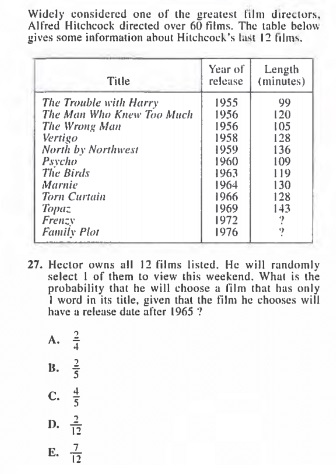 Widely considered one of the greatest film directors,
Alfred Hitchcock directed over 60 films. The table below
gives some information about Hitchcock's last 12 films.
Title Year of release Length (minutes)
The Trouble with Harry 1955 99
The Man Who Knew Too Much 1956 120
The Wrong Man 1956 105
Vertigo 1958 128
North by Northwest 1959 136
Psycho 1960 109
The Birds 1963 119
Marnie 1964 130
Torn Curtain 1966 128
Topaz 1969 143
Frenzy 1972 ?
Family Plot 1976 ?
27. Hector owns all 12 films listed. He will randomly
select 1 of them to view this weekend. What is the
probability that he will choose a film that has only
1 word in its title, given that the film he chooses will
have a release date after 1965 ?
A. 2/4
B. 2/5
C. 4/5
D. 2/12
E. 7/12